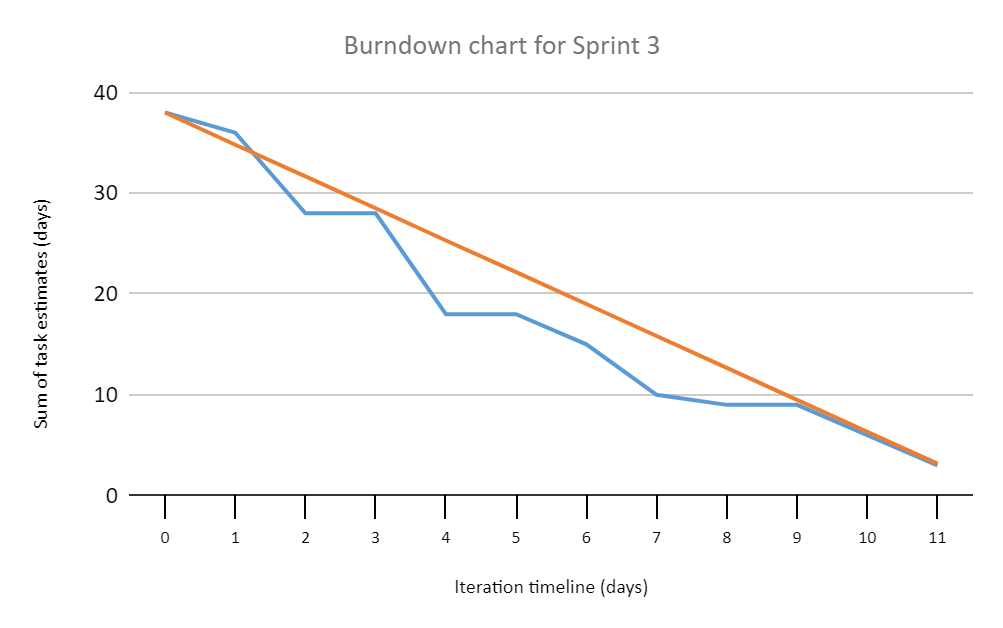 Burndown chart for Sprint 3
40
30
20
10
0
Sum of task estimates (days)
0 1 2 3 4 5 6 7 8 9 10 11
Iteration timeline (days)